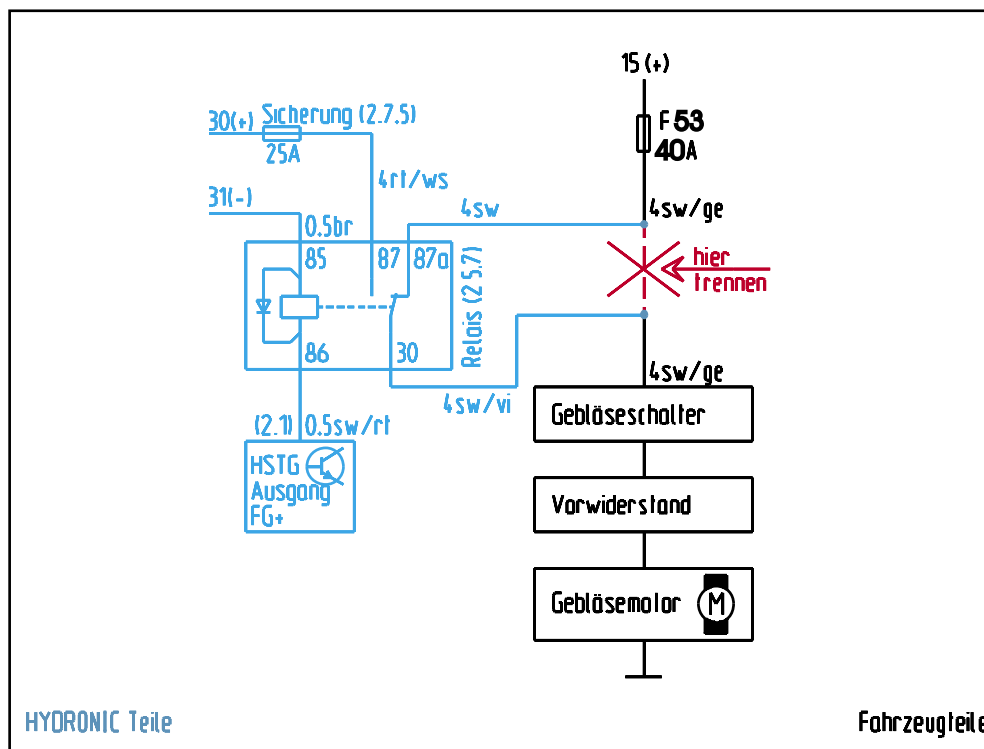 15 (+)
30(+) Sicherung (2.7.5)
F 53
25A
40A
4rt/ws
31(-)
4sw
4sw/ge
0.5br
85
87
87a
hier
trennen
Relais (2 5.7)
86
30
4sw/ge
4sw/vi
Gebläseschalter
(2.1) 0.5sw/rt
HSTG
Ausgang
FG+
Vorwiderstand
Gebläsemotor
M
HYDRONIC Teile
Fahrzeugteile